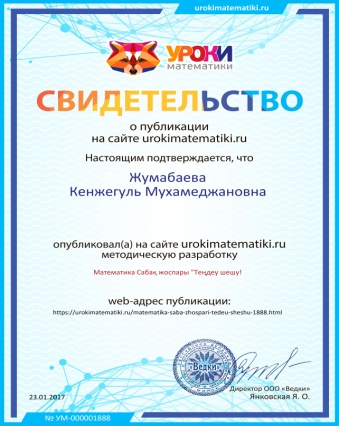 urokimatematiki.ru
УРОКИ
математики
СВИДЕТЕЛЬСТВО
о публикации
на сайте urokimatematiki.ru
Настоящим подтверждается, что
Жумабаева
Кенжегуль Мухамеджановна
опубликовал(а) на сайте urokimatematiki.ru
методическую разработку
Математика Сабақ жоспары "Теңдеу шешу!
web-адрес публикации:
https://urokimatematiki.ru/matematika-saba-zhospari-tedeu-sheshu-1888.html
"Ведки"
Директор ООО «Ведки»
23.01.2017
Янковская Я. О.
№ УМ-000001888
urokimatematiki.ru